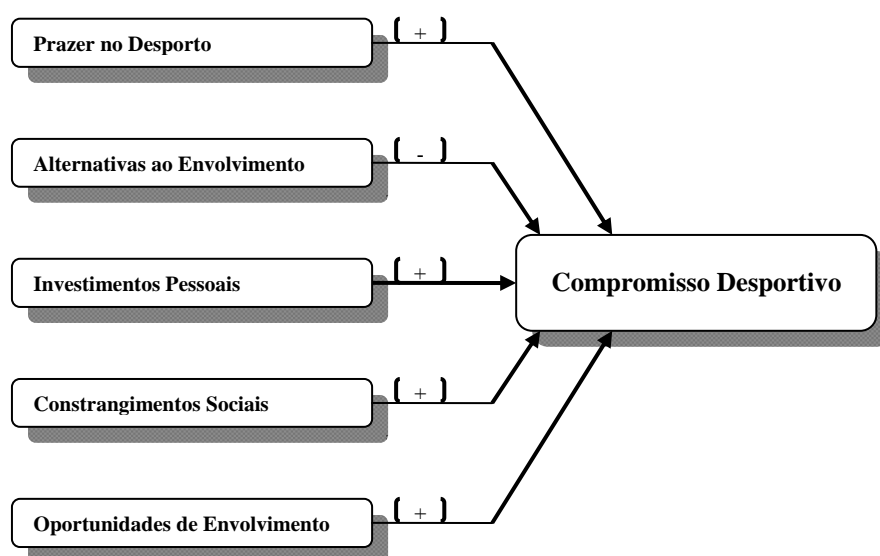 Prazer no Desporto
( + )
Alternativas ao Envolvimento
( - )
Investimentos Pessoais
( + )
Compromisso Desportivo
Constrangimentos Sociais
( + )
Oportunidades de Envolvimento
( + )